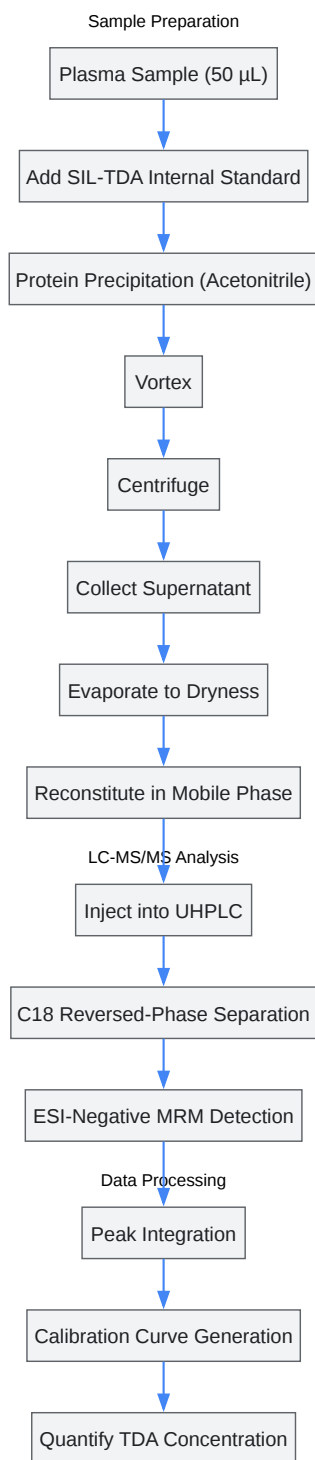 Sample Preparation
Plasma Sample (50 µL)
Add SIL-TDA Internal Standard
Protein Precipitation (Acetonitrile)
Vortex
Centrifuge
Collect Supernatant
Evaporate to Dryness
Reconstitute in Mobile Phase
LC-MS/MS Analysis
Inject into UHPLC
C18 Reversed-Phase Separation
ESI-Negative MRM Detection
Data Processing
Peak Integration
Calibration Curve Generation
Quantify TDA Concentration